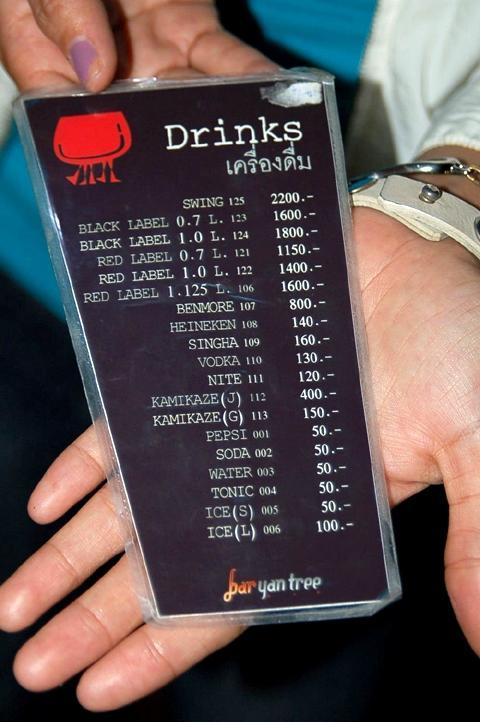 Drinks
เครื่องดื่ม
SWING 125 2200.-
BLACK LABEL 0.7 L. 123 1600.-
BLACK LABEL 1.0 L. 124 1800.-
RED LABEL 0.7 L. 121 1150.-
RED LABEL 1.0 L. 122 1400.-
RED LABEL 1.125 L. 106 1600.-
BENMORE 107 800.-
HEINEKEN 108 140.-
SINGHA 109 160.-
VODKA 110 130.-
NITE 111 120.-
KAMIKAZE(J) 112 400.-
KAMIKAZE(G) 113 150.-
PEPSI 001 50.-
SODA 002 50.-
WATER 003 50.-
TONIC 004 50.-
ICE(S) 005 50.-
ICE(L) 006 100.-
bar yan tree